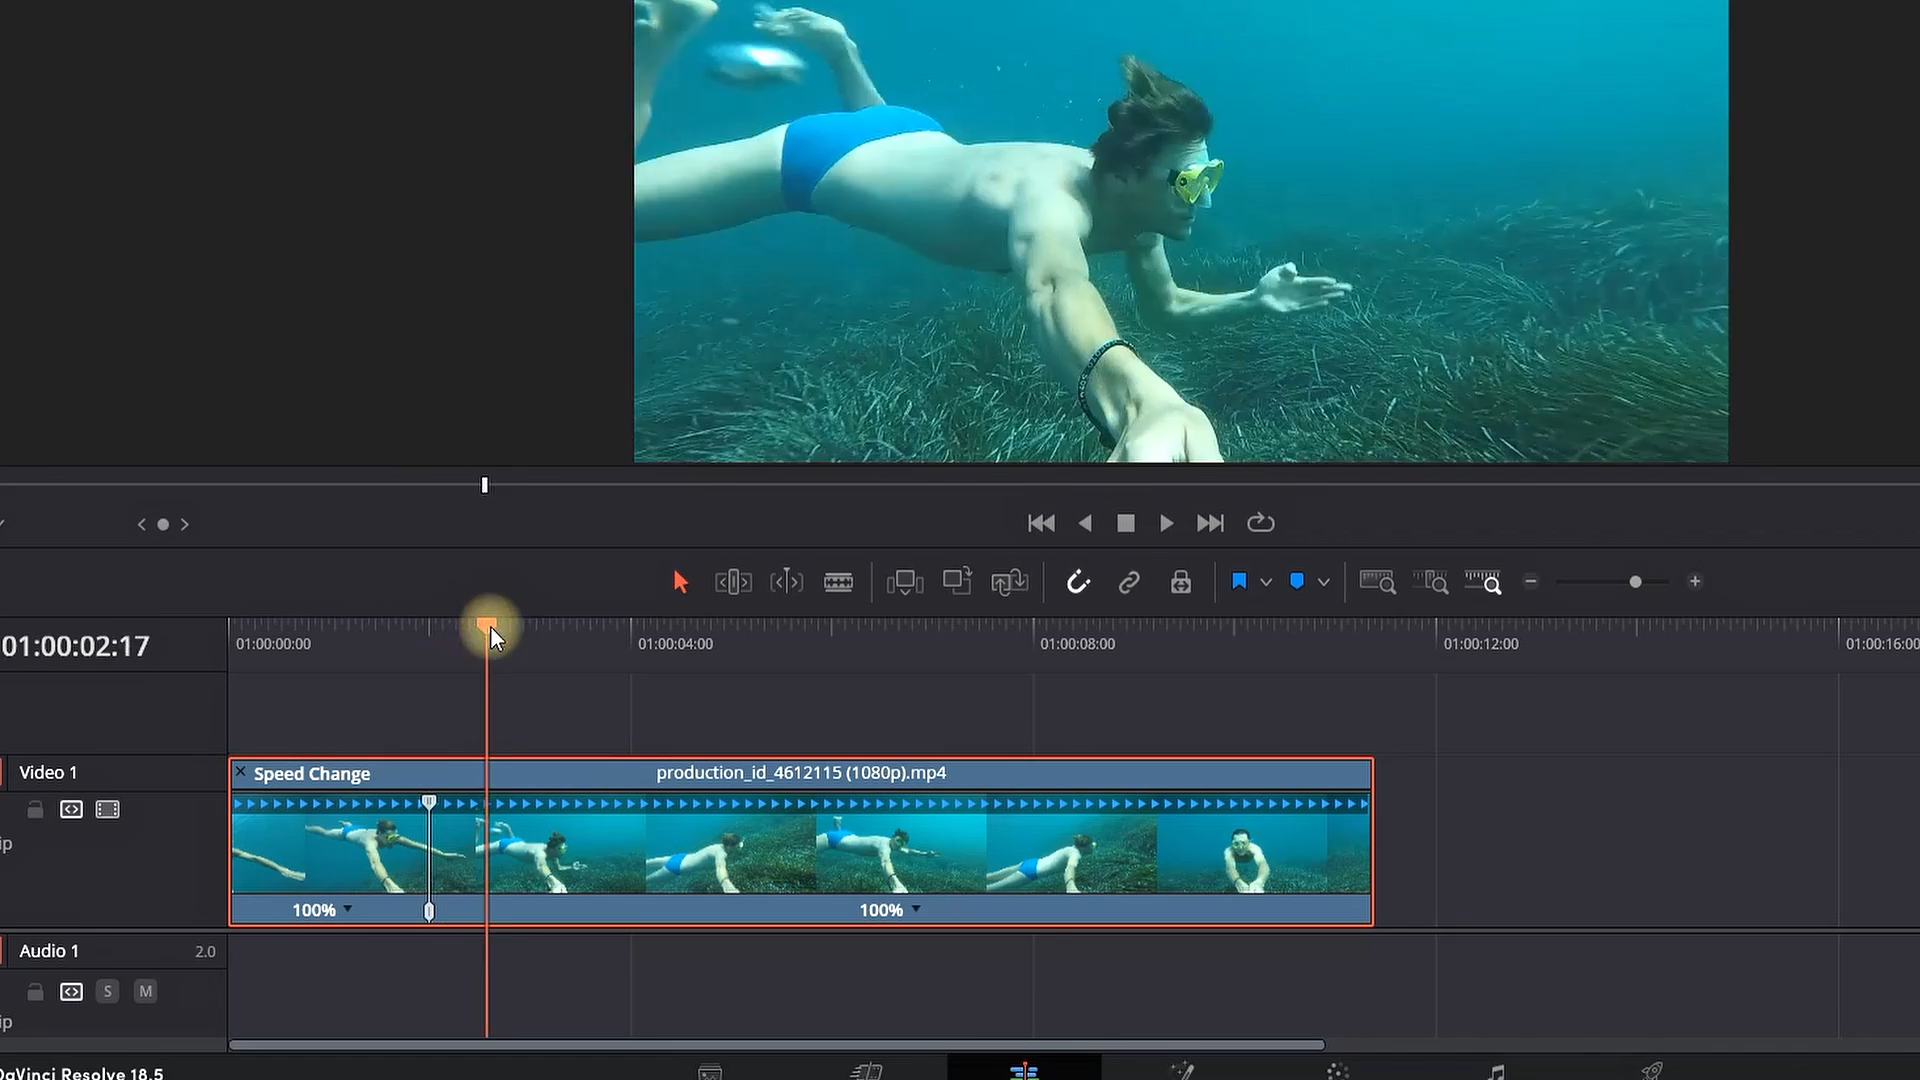 01:00:02:17
01:00:00:00
01:00:04:00
01:00:08:00
01:00:12:00
01:00:16:00
Video 1
Speed Change
production_id_4612115 (1080p).mp4
ip
100%
100%
Audio 1
2.0
S
M
ip
DaVinci Resolve 18.5